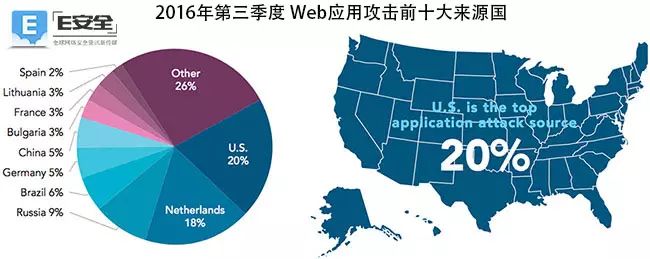 2016年第三季度 Web应用攻击前十大来源国
E
E安全
全球网络安全资讯新传媒
Spain 2%
Lithuania 3%
France 3%
Bulgaria 3%
China 5%
Germany 5%
Brazil 6%
Russia 9%
Other
26%
U.S.
20%
Netherlands
18%
U.S. is the top
application attack source
20%